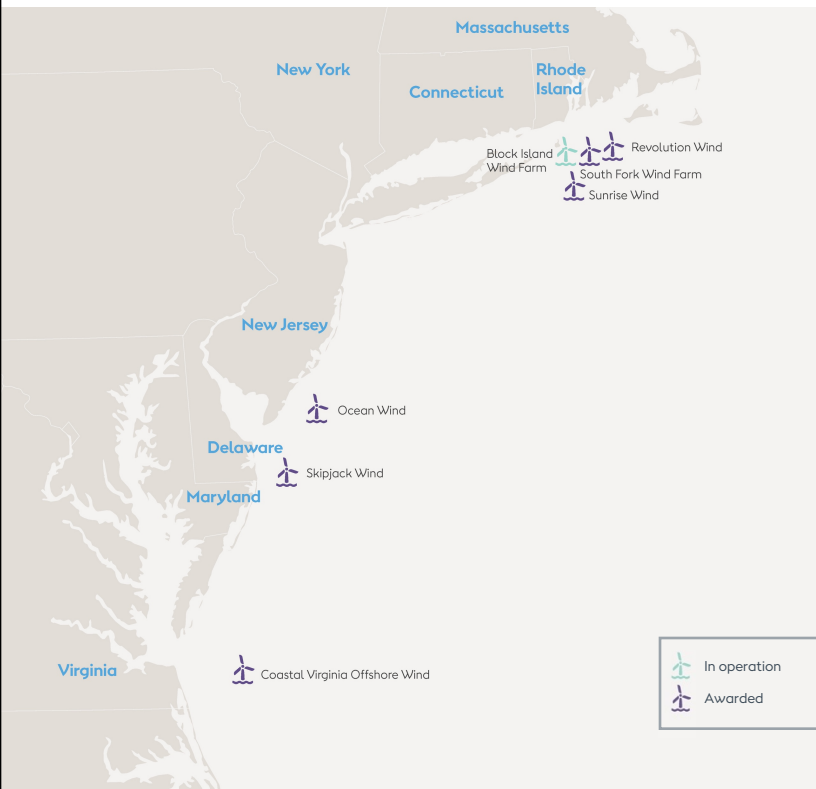 Massachusetts
New York
Rhode
Island
Connecticut
Block Island
Wind Farm
Revolution Wind
South Fork Wind Farm
Sunrise Wind
New Jersey
Ocean Wind
Delaware
Skipjack Wind
Maryland
Virginia
Coastal Virginia Offshore Wind
In operation
Awarded